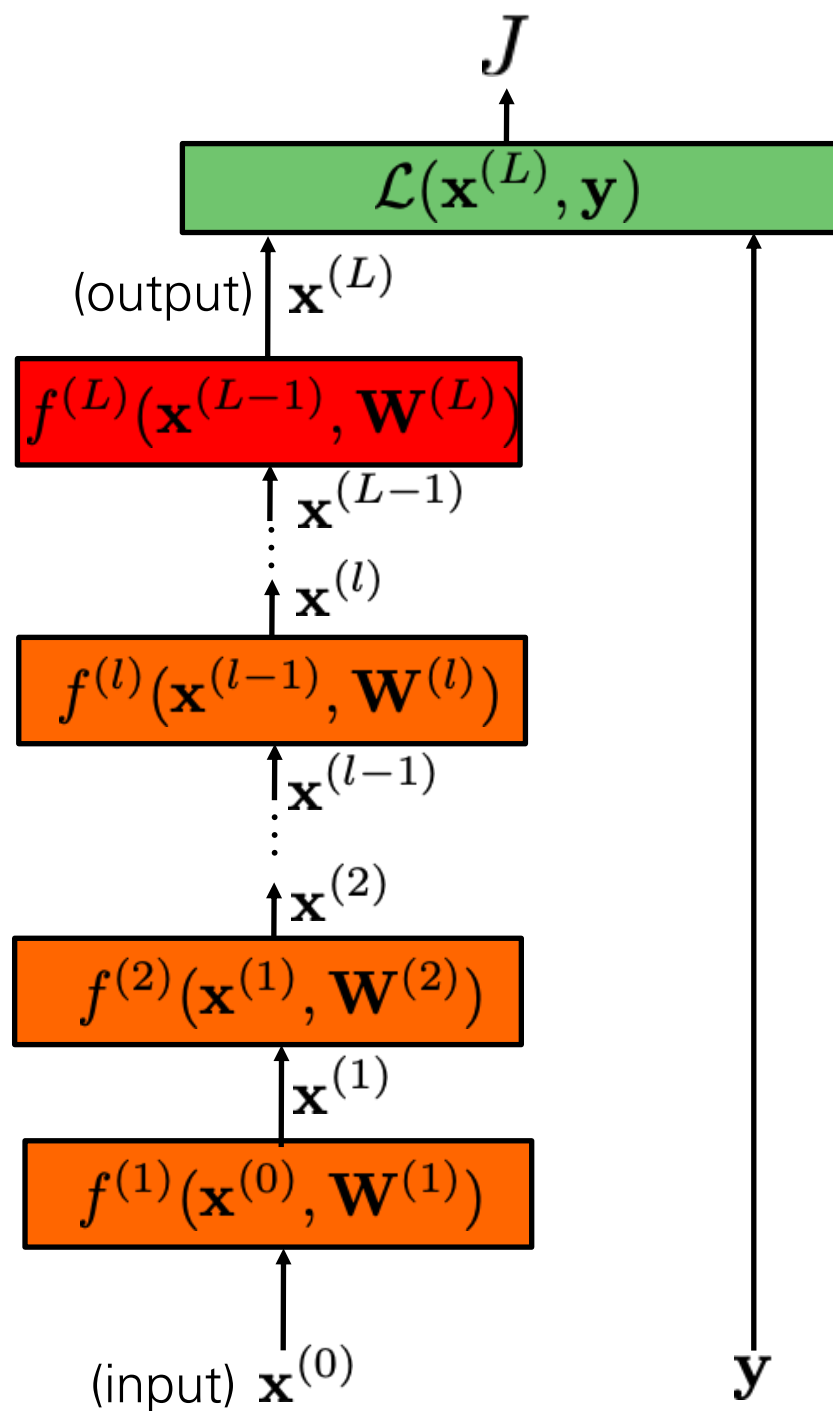 J
ℒ(𝐱^(L), 𝐲)
(output) 𝐱^(L)
f^(L)(𝐱^(L−1), 𝐖^(L))
𝐱^(L−1)
𝐱^(l)
f^(l)(𝐱^(l−1), 𝐖^(l))
𝐱^(l−1)
𝐱^(2)
f^(2)(𝐱^(1), 𝐖^(2))
𝐱^(1)
f^(1)(𝐱^(0), 𝐖^(1))
(input) 𝐱^(0)
𝐲